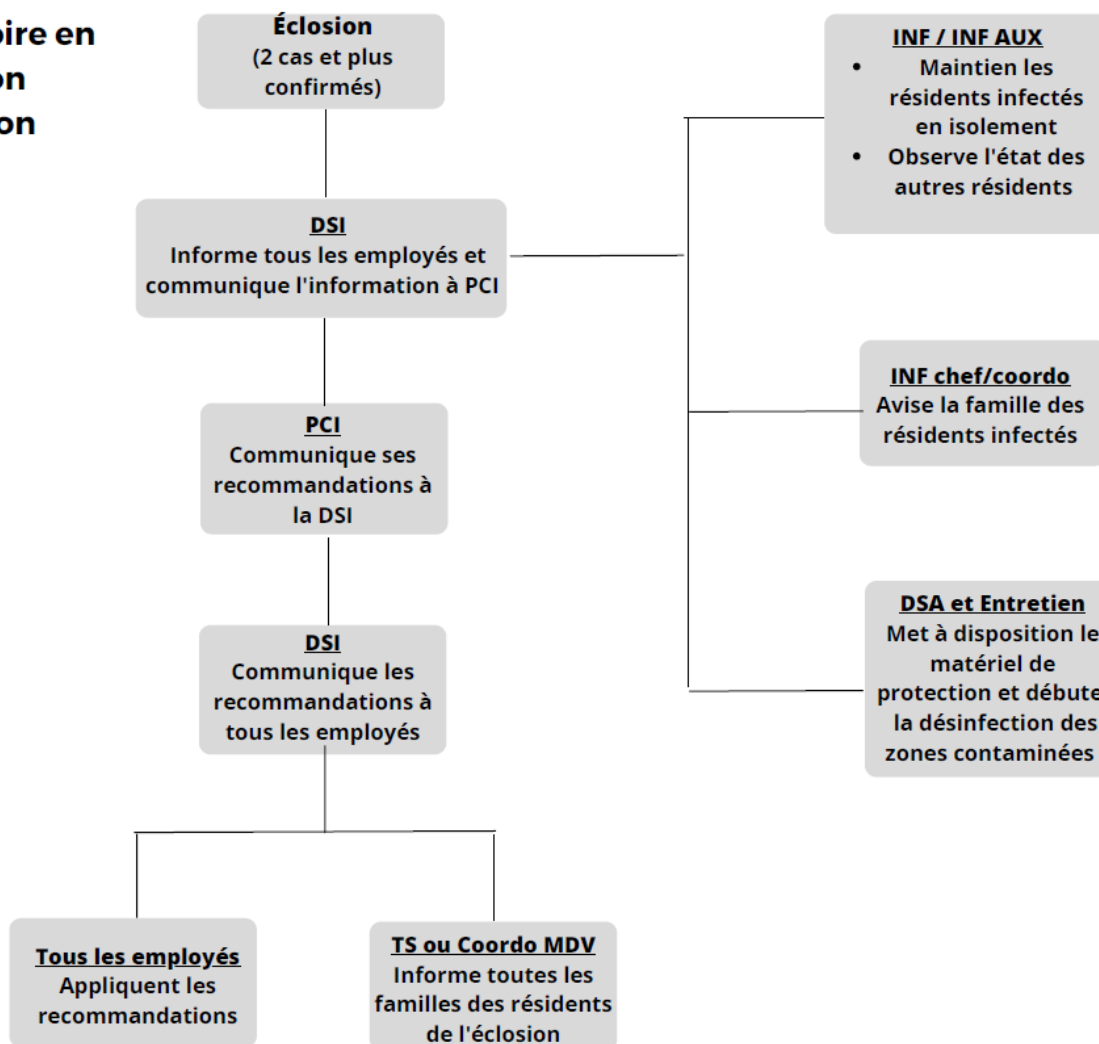 Éclosion
(2 cas et plus
confirmés)
DSI
Informe tous les employés et
communique l'information à PCI
PCI
Communique ses
recommandations à
la DSI
DSI
Communique les
recommandations à
tous les employés
Tous les employés
Appliquent les
recommandations
TS ou Coordo MDV
Informe toutes les
familles des résidents
de l'éclosion
INF / INF AUX
• Maintien les
résidents infectés
en isolement
• Observe l'état des
autres résidents
INF chef/coordo
Avise la famille des
résidents infectés
DSA et Entretien
Met à disposition le
matériel de
protection et débute
la désinfection des
zones contaminées